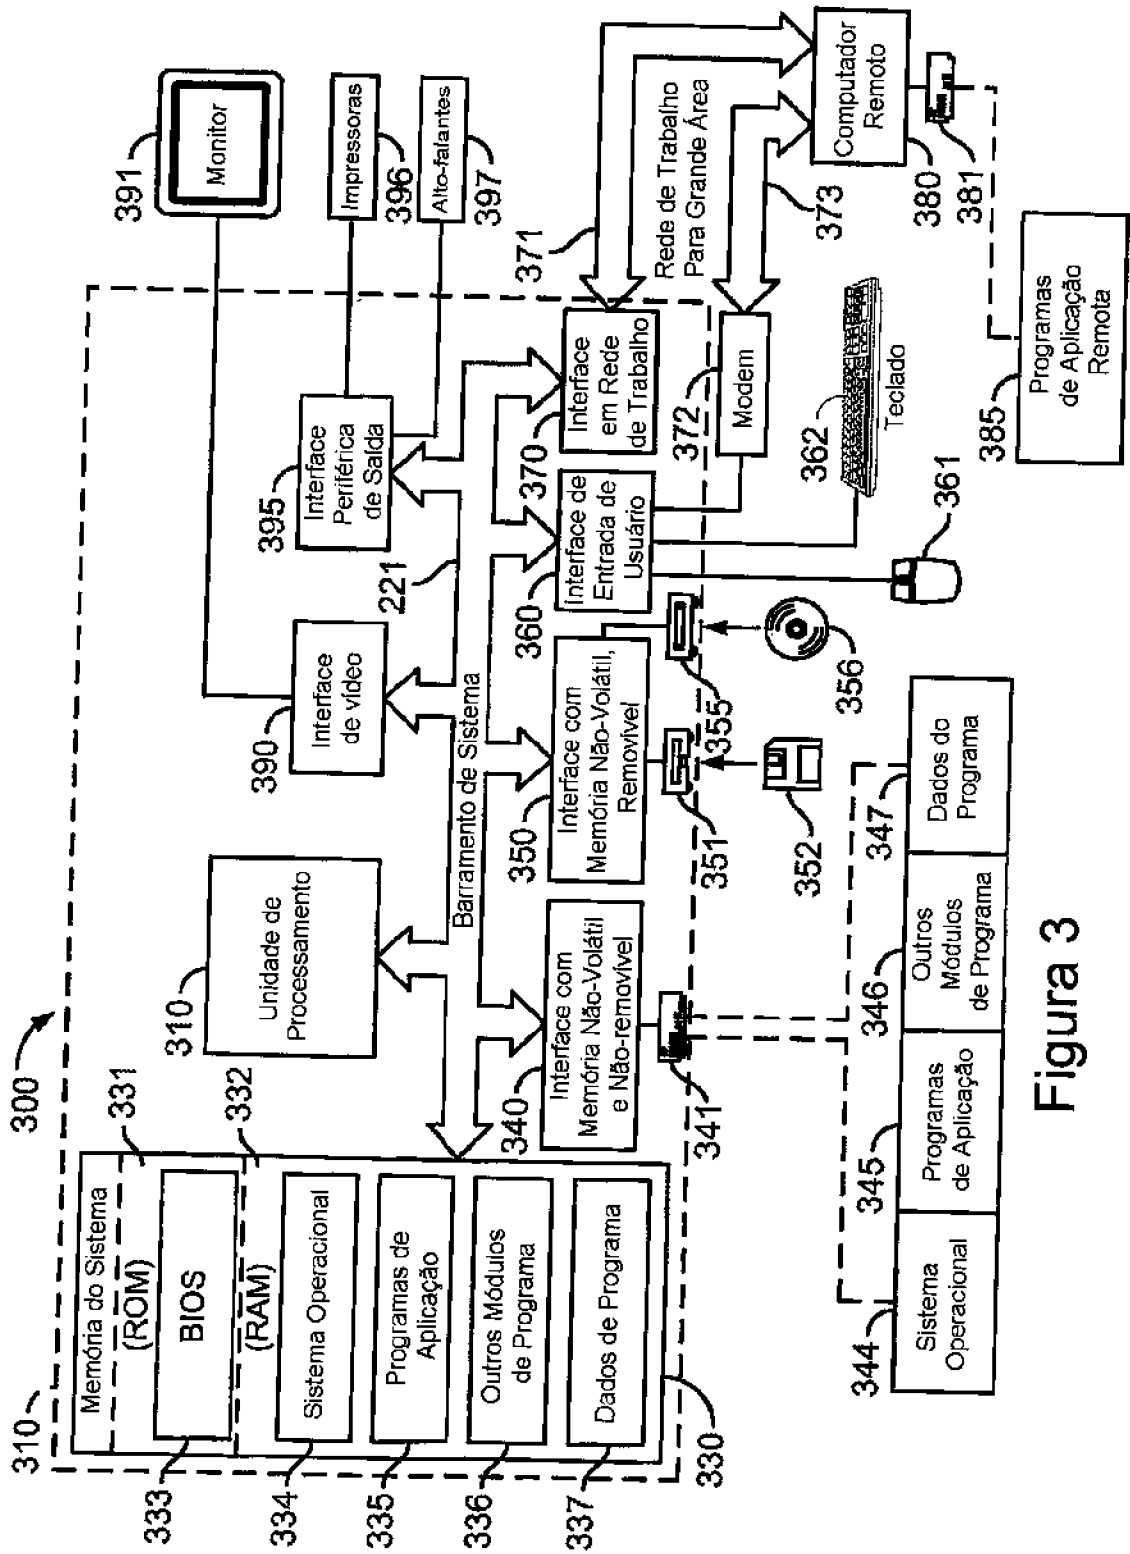 300
310
Memória do Sistema
(ROM)
331
BIOS
333
(RAM)
332
Sistema Operacional
334
Programas de
Aplicação
335
Outros Módulos
de Programa
336
Dados de Programa
337
330
310
Unidade de
Processamento
Barramento de Sistema
221
390
Interface
de vídeo
395
Interface
Periférica
de Salda
391
Monitor
Impressoras
396
Alto-falantes
397
340
Interface com
Memória Não-Volátil
e Não-removível
341
350
Interface com
Memória Não-Volátil,
Removível
351
355
352
356
360
Interface de
Entrada de
Usuário
370
Interface
em Rede
de Trabalho
371
372
Modem
Rede de Trabalho
Para Grande Área
373
Computador
Remoto
380
381
362
Teclado
361
385
Programas
de Aplicação
Remota
344
Sistema
Operacional
345
Programas
de Aplicação
346
Outros
Módulos
de Programa
347
Dados do
Programa
Figura 3